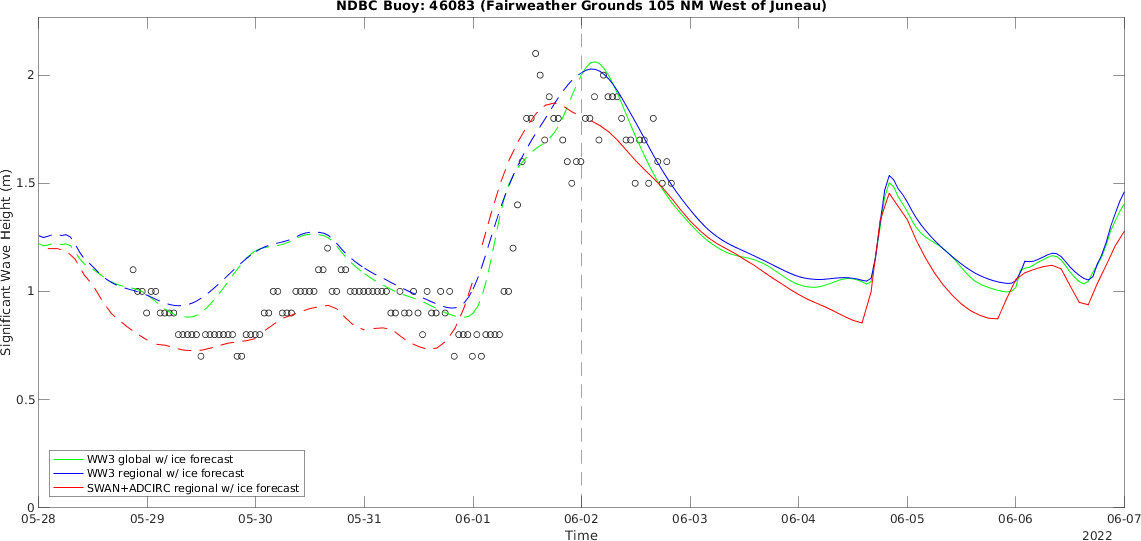 NDBC Buoy: 46083 (Fairweather Grounds 105 NM West of Juneau)
Significant Wave Height (m)
2
1.5
1
0.5
0
WW3 global w/ ice forecast
WW3 regional w/ ice forecast
SWAN+ADCIRC regional w/ ice forecast
05-28 05-29 05-30 05-31 06-01 06-02 06-03 06-04 06-05 06-06 06-07
Time
2022